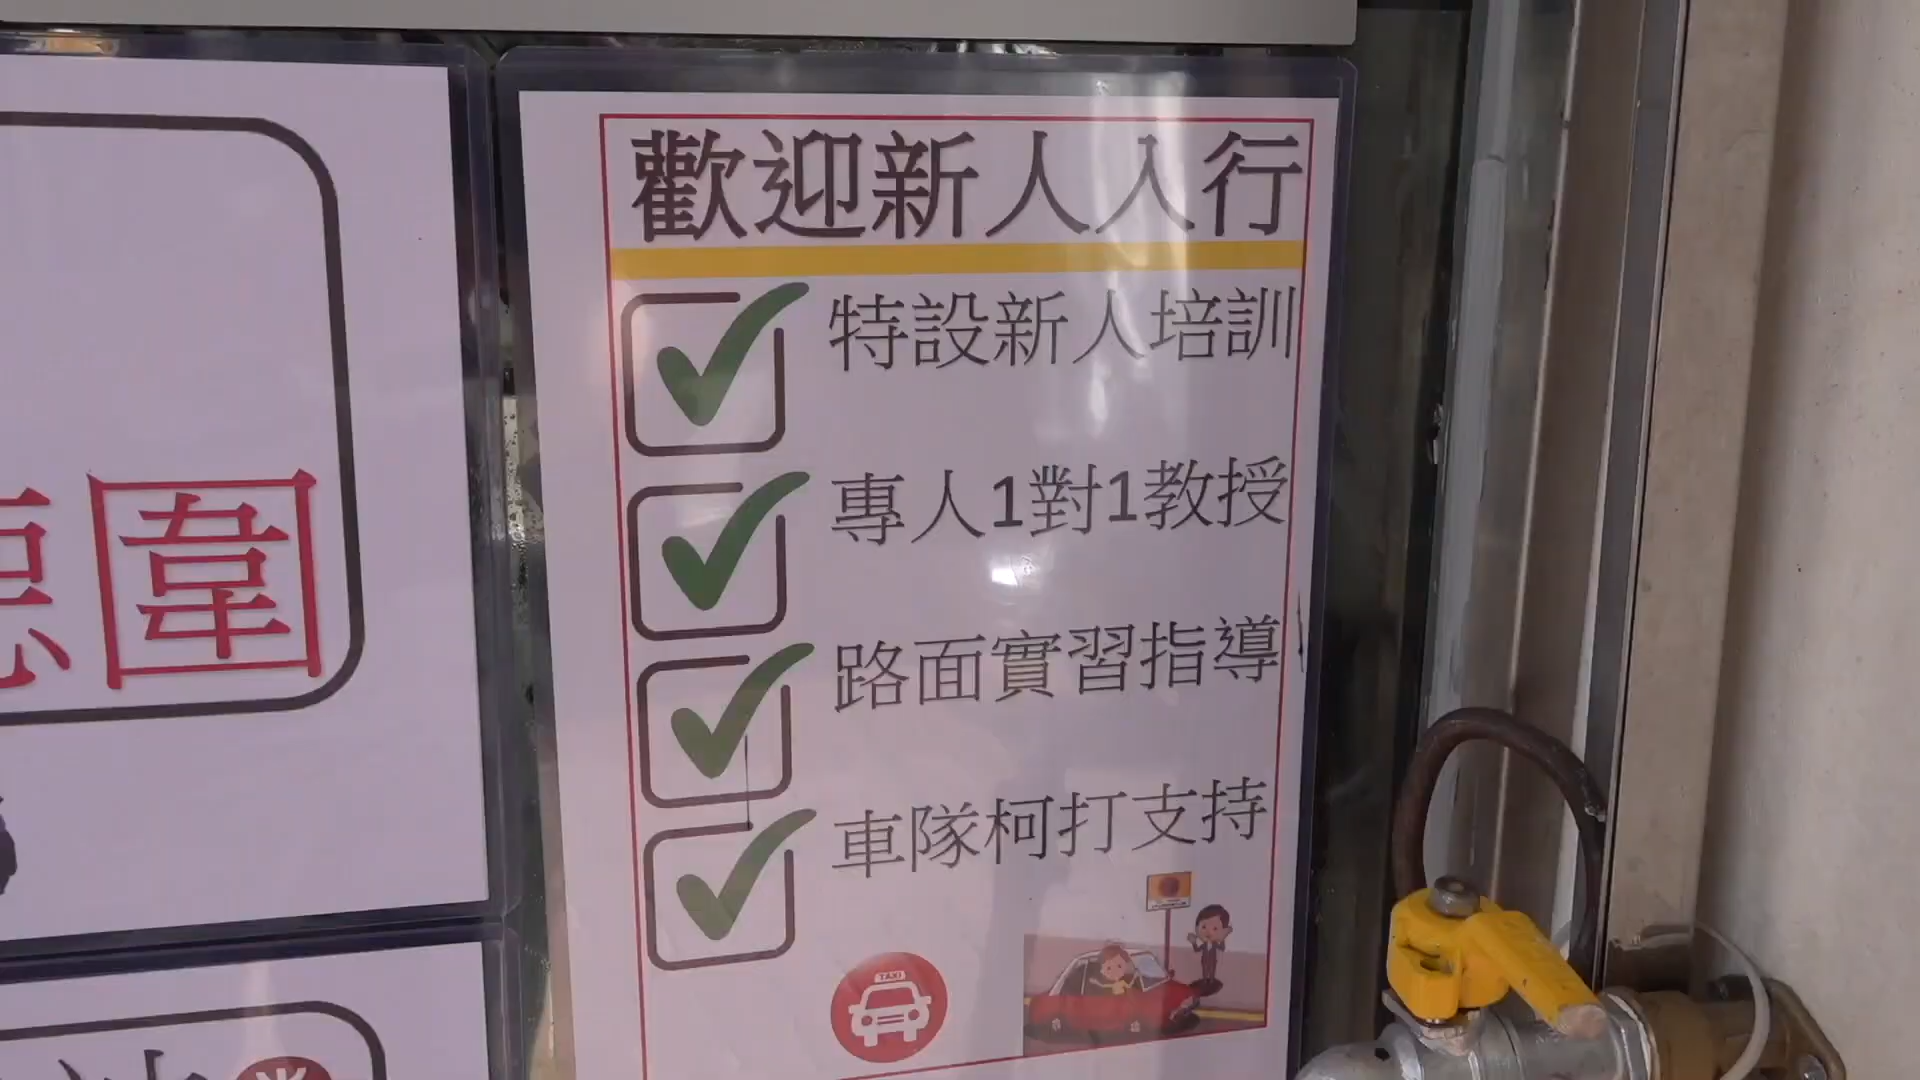 歡迎新人入行
特設新人培訓
專人1對1教授
路面實習指導
車隊柯打支持
TAXI
圍